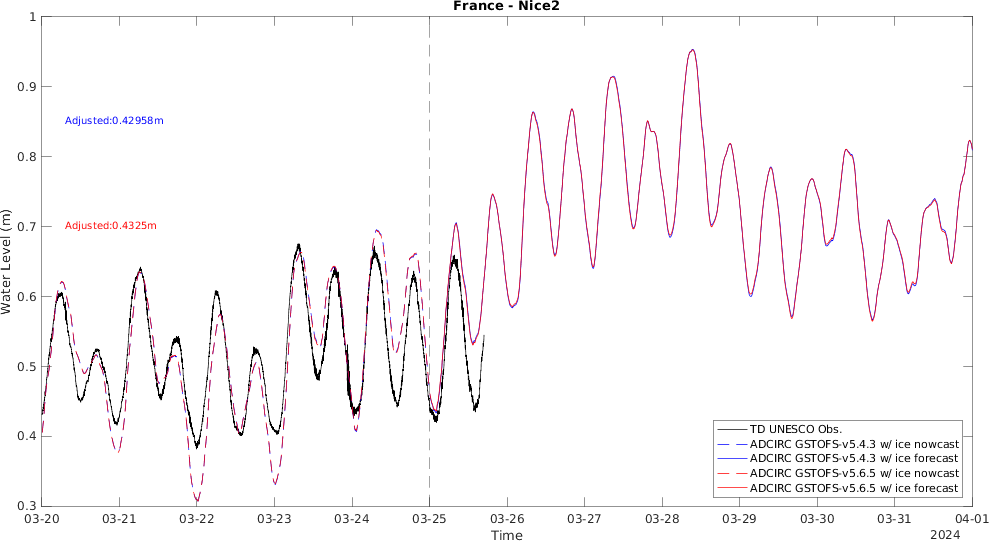 France - Nice2
1
0.9
0.8
0.7
0.6
0.5
0.4
0.3
Water Level (m)
Adjusted:0.42958m
Adjusted:0.4325m
TD UNESCO Obs.
ADCIRC GSTOFS-v5.4.3 w/ ice nowcast
ADCIRC GSTOFS-v5.4.3 w/ ice forecast
ADCIRC GSTOFS-v5.6.5 w/ ice nowcast
ADCIRC GSTOFS-v5.6.5 w/ ice forecast
03-20 03-21 03-22 03-23 03-24 03-25 03-26 03-27 03-28 03-29 03-30 03-31 04-01
Time
2024